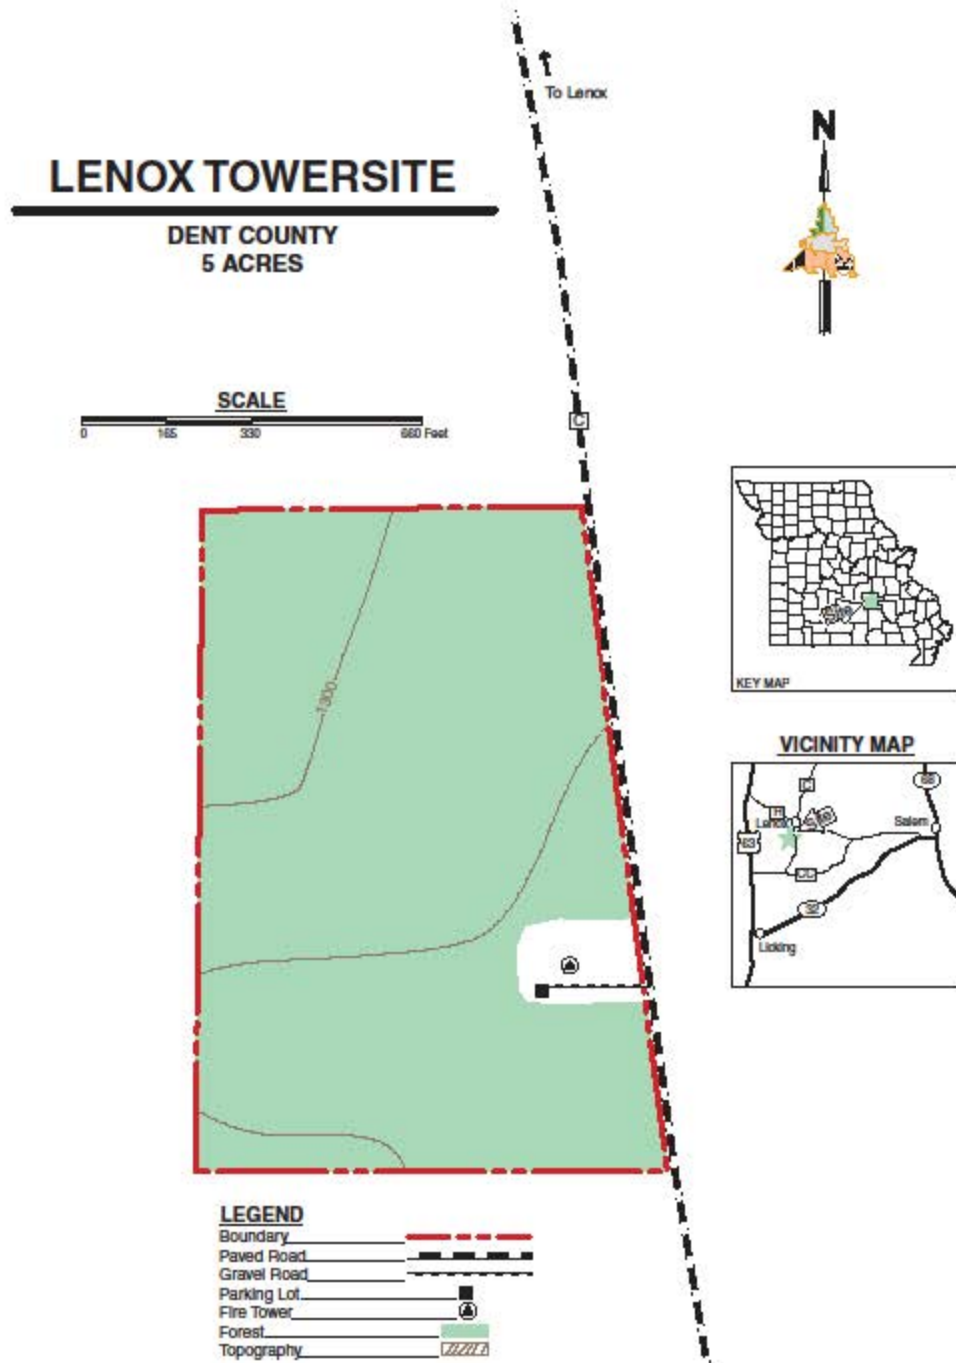 To Lenox
N
LENOX TOWERSITE
DENT COUNTY
5 ACRES
SCALE
0 165 330 660 Feet
C
1300
KEY MAP
VICINITY MAP
C
68
H
Lenox
Salem
63
CC
32
Licking
LEGEND
Boundary
Paved Road
Gravel Road
Parking Lot
Fire Tower
Forest
Topography